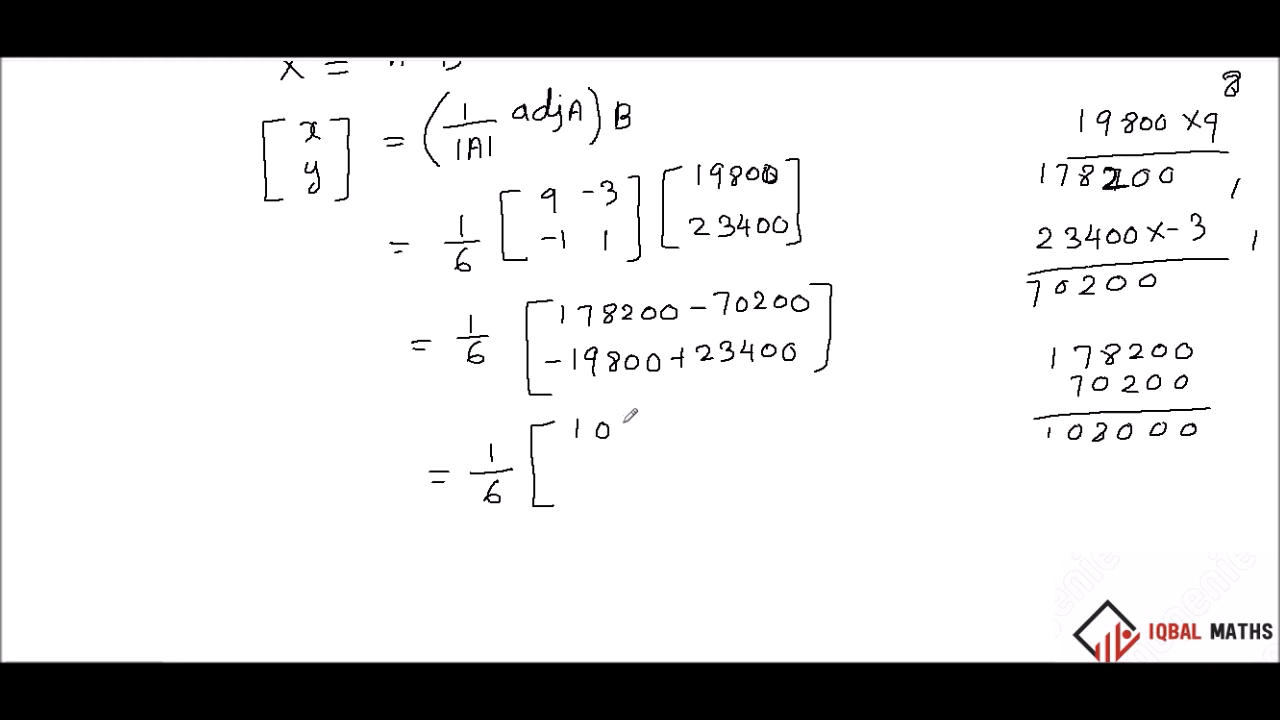 x =
[ x y ] = ( 1/|A| adjA ) B
= 1/6 [ 9 -3 -1 1 ] [ 19800 23400 ]
= 1/6 [ 178200 - 70200 -19800 + 23400 ]
= 1/6 [ 10
19800 × 9
178200
23400 × - 3
70200
178200
70200
108000
IQBAL MATHS